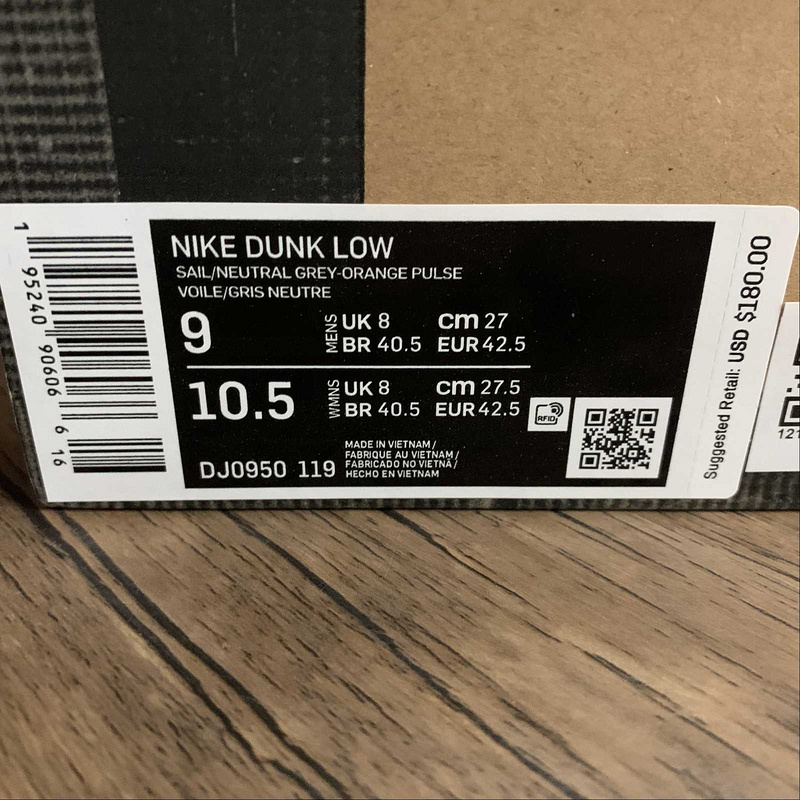 1 95240 90606 6 16
NIKE DUNK LOW
SAIL/NEUTRAL GREY-ORANGE PULSE
VOILE/GRIS NEUTRE
9 MENS UK 8 cm 27
BR 40.5 EUR 42.5
10.5 WMNS UK 8 cm 27.5
BR 40.5 EUR 42.5
RFID
DJ0950 119
MADE IN VIETNAM /
FABRIQUE AU VIETNAM /
FABRICADO NO VIETNÃ /
HECHO EN VIETNAM
Suggested Retail: USD $180.00
121